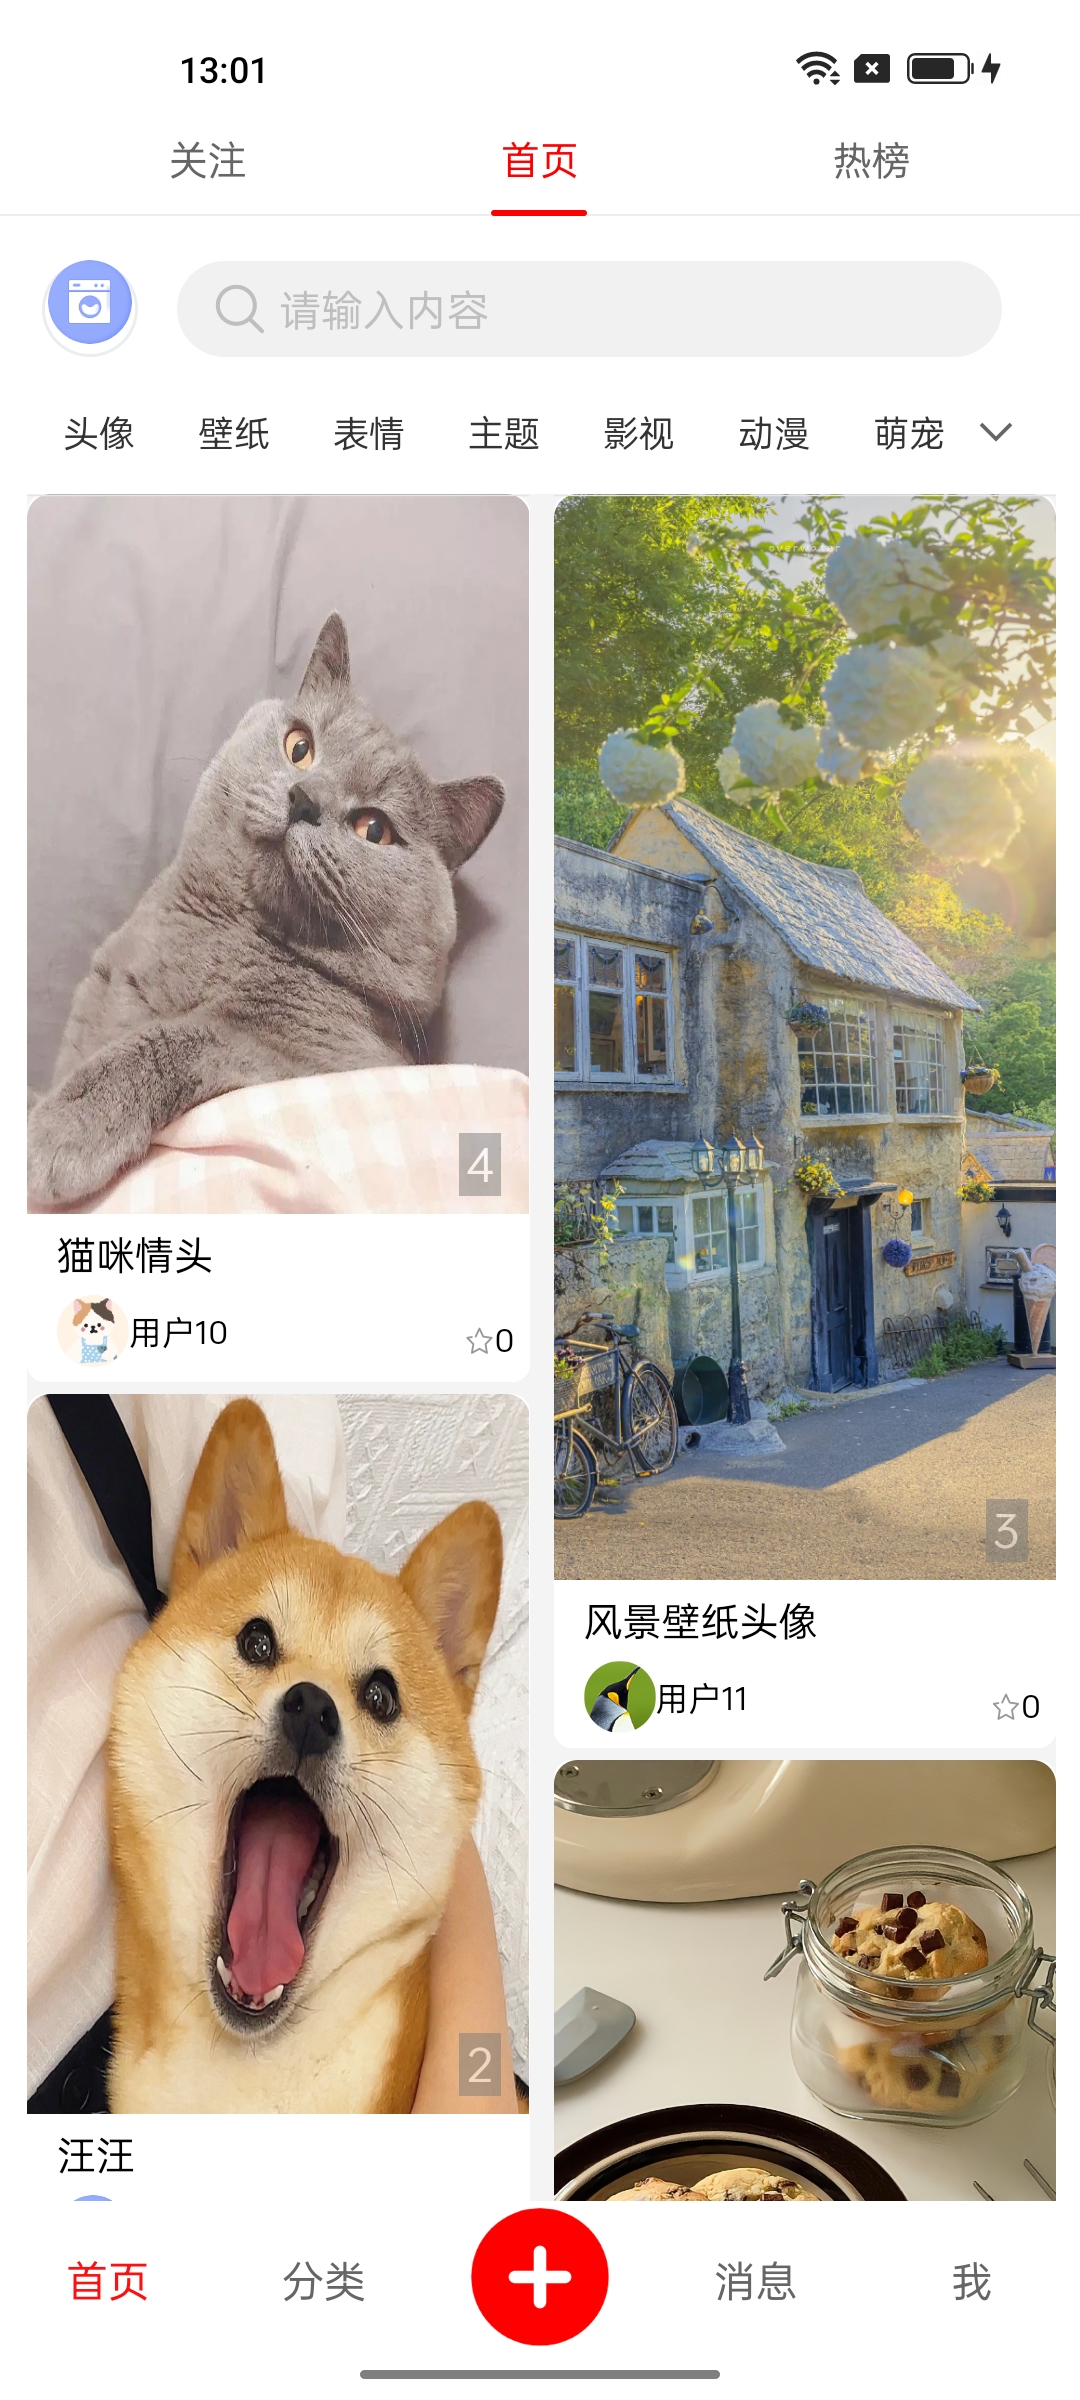 13:01
关注 首页 热榜
请输入内容
头像 壁纸 表情 主题 影视 动漫 萌宠
4
猫咪情头
用户10 0
3
风景壁纸头像
用户11 0
2
汪汪
首页 分类 消息 我